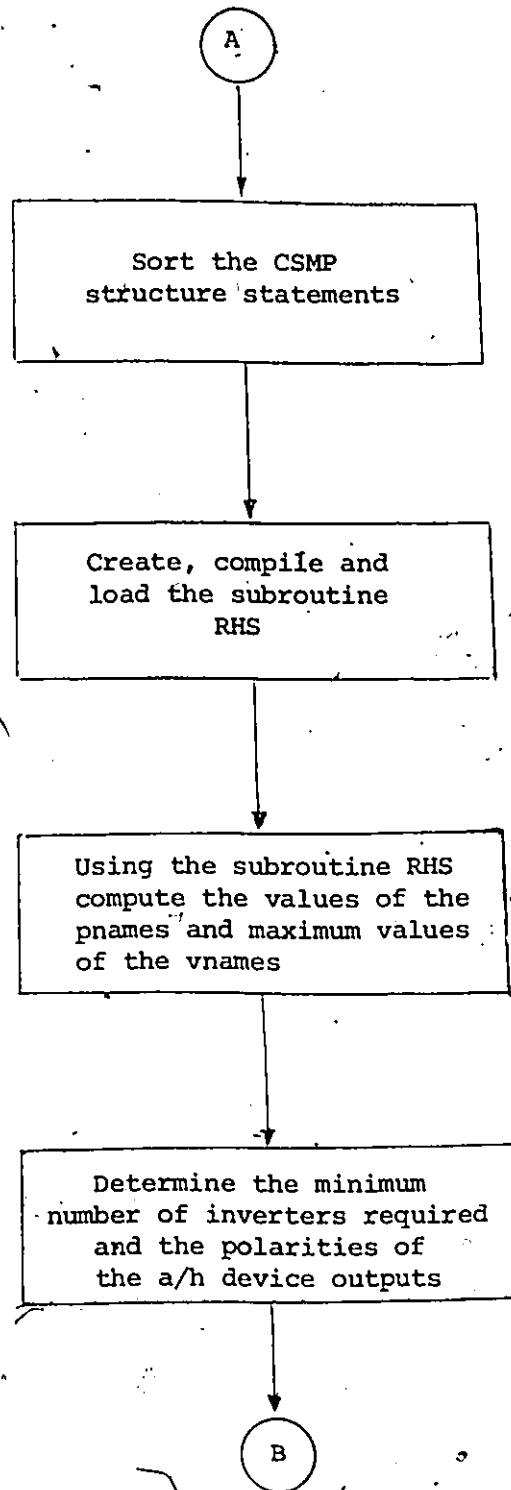 A
Sort the CSMP
structure statements
Create, compile and
load the subroutine
RHS
Using the subroutine RHS
compute the values of the
pnames and maximum values
of the vnames
Determine the minimum
number of inverters required
and the polarities of
the a/h device outputs
B